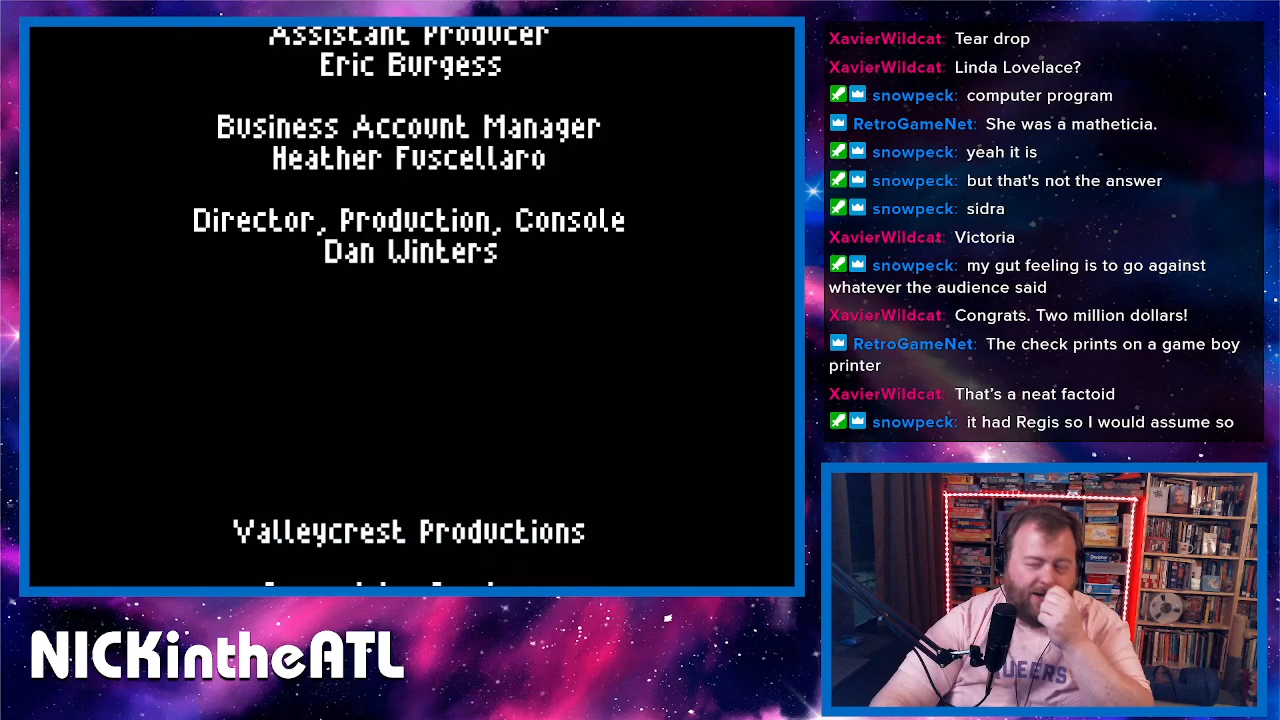 Assistant Producer
Eric Burgess
Business Account Manager
Heather Fuscellaro
Director, Production, Console
Dan Winters
Valleycrest Productions
NICKintheATL
XavierWildcat: Tear drop
XavierWildcat: Linda Lovelace?
snowpeck: computer program
RetroGameNet: She was a matheticia.
snowpeck: yeah it is
snowpeck: but that's not the answer
snowpeck: sidra
XavierWildcat: Victoria
snowpeck: my gut feeling is to go against
whatever the audience said
XavierWildcat: Congrats. Two million dollars!
RetroGameNet: The check prints on a game boy
printer
XavierWildcat: That’s a neat factoid
snowpeck: it had Regis so I would assume so